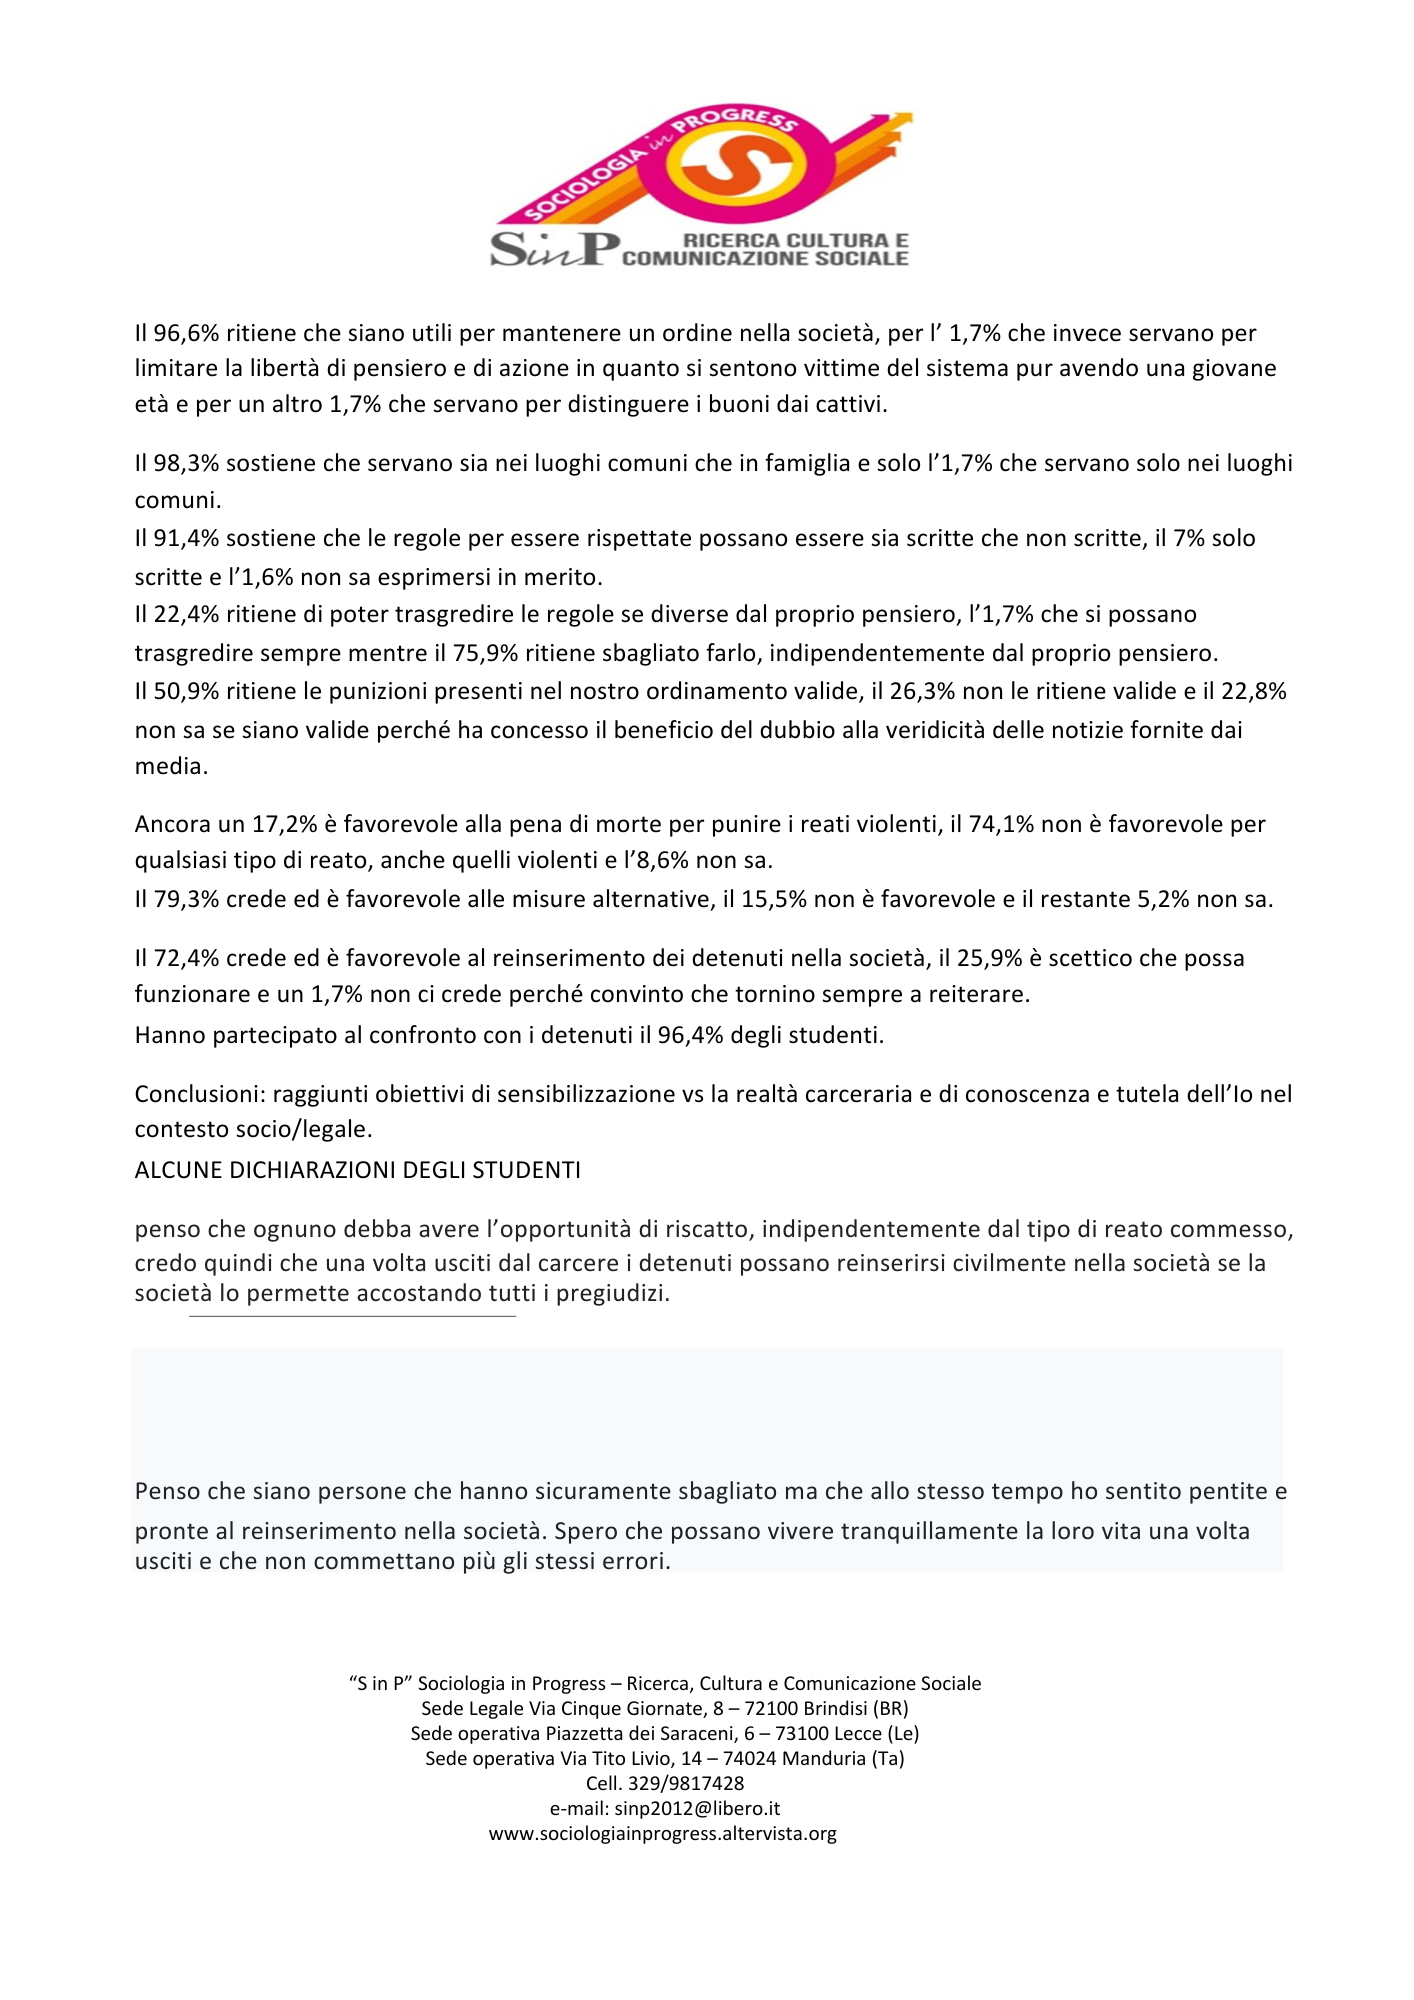 SOCIOLOGIA in PROGRESS
S
SinP RICERCA CULTURA E
COMUNICAZIONE SOCIALE
Il 96,6% ritiene che siano utili per mantenere un ordine nella società, per l’ 1,7% che invece servano per
limitare la libertà di pensiero e di azione in quanto si sentono vittime del sistema pur avendo una giovane
età e per un altro 1,7% che servano per distinguere i buoni dai cattivi.
Il 98,3% sostiene che servano sia nei luoghi comuni che in famiglia e solo l’1,7% che servano solo nei luoghi
comuni.
Il 91,4% sostiene che le regole per essere rispettate possano essere sia scritte che non scritte, il 7% solo
scritte e l’1,6% non sa esprimersi in merito.
Il 22,4% ritiene di poter trasgredire le regole se diverse dal proprio pensiero, l’1,7% che si possano
trasgredire sempre mentre il 75,9% ritiene sbagliato farlo, indipendentemente dal proprio pensiero.
Il 50,9% ritiene le punizioni presenti nel nostro ordinamento valide, il 26,3% non le ritiene valide e il 22,8%
non sa se siano valide perché ha concesso il beneficio del dubbio alla veridicità delle notizie fornite dai
media.
Ancora un 17,2% è favorevole alla pena di morte per punire i reati violenti, il 74,1% non è favorevole per
qualsiasi tipo di reato, anche quelli violenti e l’8,6% non sa.
Il 79,3% crede ed è favorevole alle misure alternative, il 15,5% non è favorevole e il restante 5,2% non sa.
Il 72,4% crede ed è favorevole al reinserimento dei detenuti nella società, il 25,9% è scettico che possa
funzionare e un 1,7% non ci crede perché convinto che tornino sempre a reiterare.
Hanno partecipato al confronto con i detenuti il 96,4% degli studenti.
Conclusioni: raggiunti obiettivi di sensibilizzazione vs la realtà carceraria e di conoscenza e tutela dell’Io nel
contesto socio/legale.
ALCUNE DICHIARAZIONI DEGLI STUDENTI
penso che ognuno debba avere l’opportunità di riscatto, indipendentemente dal tipo di reato commesso,
credo quindi che una volta usciti dal carcere i detenuti possano reinserirsi civilmente nella società se la
società lo permette accostando tutti i pregiudizi.
Penso che siano persone che hanno sicuramente sbagliato ma che allo stesso tempo ho sentito pentite e
pronte al reinserimento nella società. Spero che possano vivere tranquillamente la loro vita una volta
usciti e che non commettano più gli stessi errori.
“S in P” Sociologia in Progress – Ricerca, Cultura e Comunicazione Sociale
Sede Legale Via Cinque Giornate, 8 – 72100 Brindisi (BR)
Sede operativa Piazzetta dei Saraceni, 6 – 73100 Lecce (Le)
Sede operativa Via Tito Livio, 14 – 74024 Manduria (Ta)
Cell. 329/9817428
e-mail: sinp2012@libero.it
www.sociologiainprogress.altervista.org